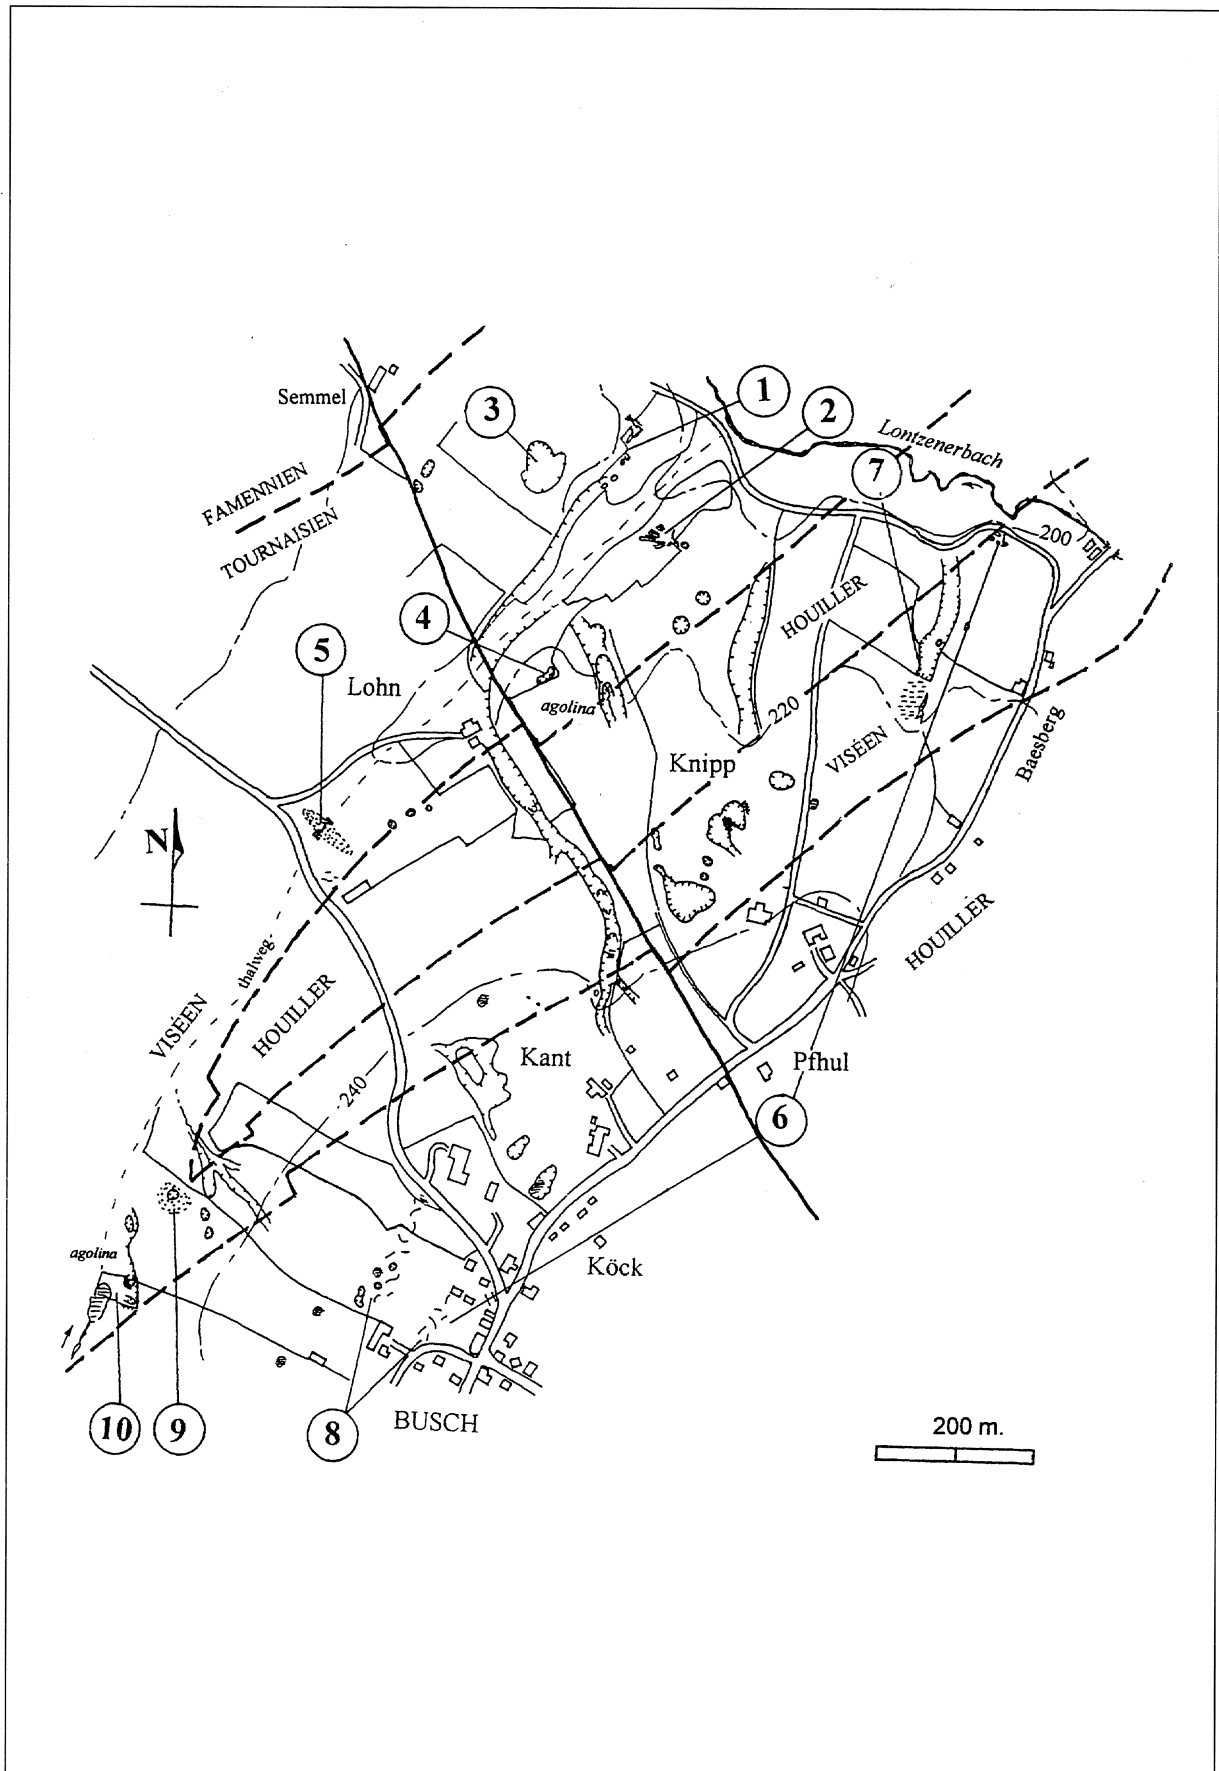 Semmel
3
1
2
Lontzenerbach
7
FAMENNIEN
TOURNAISIEN
200
HOUILLER
4
5
Lohn
agolina
220
Knipp
VISÉEN
Baesberg
N
HOUILLER
thalweg
VISÉEN
HOUILLER
Kant
Pfhul
240
6
agolina
Köck
10
9
8
BUSCH
200 m.